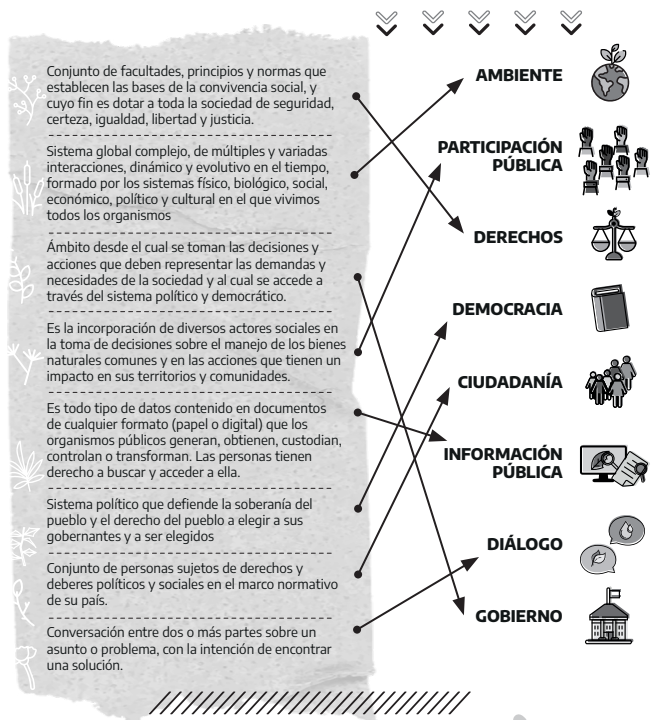 Conjunto de facultades, principios y normas que
establecen las bases de la convivencia social, y
cuyo fin es dotar a toda la sociedad de seguridad,
certeza, igualdad, libertad y justicia.
Sistema global complejo, de múltiples y variadas
interacciones, dinámico y evolutivo en el tiempo,
formado por los sistemas físico, biológico, social,
económico, político y cultural en el que vivimos
todos los organismos
Ámbito desde el cual se toman las decisiones y
acciones que deben representar las demandas y
necesidades de la sociedad y al cual se accede a
través del sistema político y democrático.
Es la incorporación de diversos actores sociales en
la toma de decisiones sobre el manejo de los bienes
naturales comunes y en las acciones que tienen un
impacto en sus territorios y comunidades.
Es todo tipo de datos contenido en documentos
de cualquier formato (papel o digital) que los
organismos públicos generan, obtienen, custodian,
controlan o transforman. Las personas tienen
derecho a buscar y acceder a ella.
Sistema político que defiende la soberanía del
pueblo y el derecho del pueblo a elegir a sus
gobernantes y a ser elegidos
Conjunto de personas sujetos de derechos y
deberes políticos y sociales en el marco normativo
de su país.
Conversación entre dos o más partes sobre un
asunto o problema, con la intención de encontrar
una solución.
AMBIENTE
PARTICIPACIÓN
PÚBLICA
DERECHOS
DEMOCRACIA
CIUDADANÍA
INFORMACIÓN
PÚBLICA
DIÁLOGO
GOBIERNO